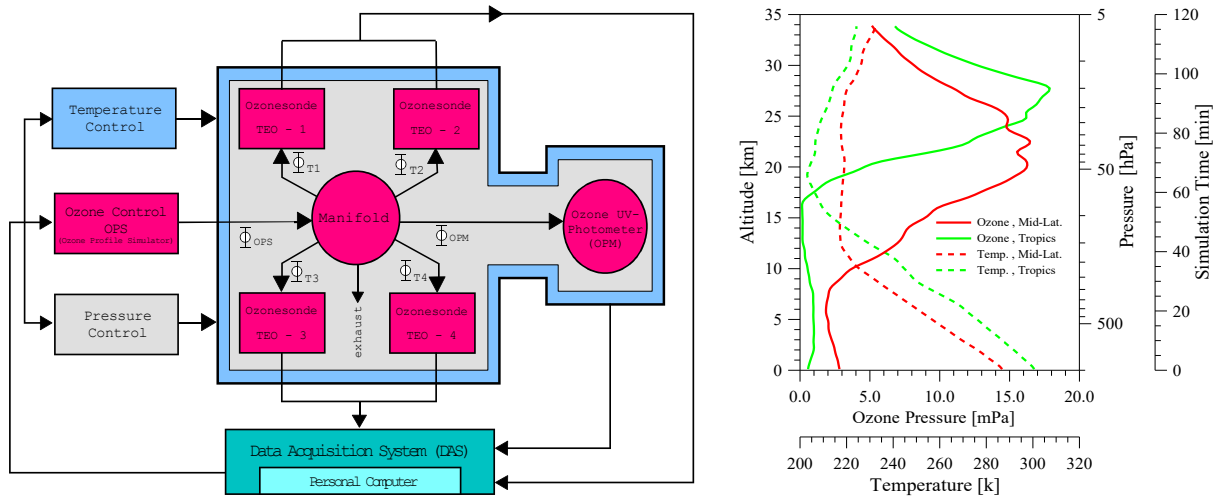 Temperature
Control
Ozone Control
OPS
(Ozone Profile Simulator)
Pressure
Control
Ozonesonde
TEO - 1
Ozonesonde
TEO - 2
Φ T1
Φ T2
Manifold
Φ OPS
Φ OPM
Ozone UV-
Photometer
(OPM)
Φ T3
Φ T4
Ozonesonde
TEO - 3
Ozonesonde
TEO - 4
exhaust
Data Acquisition System (DAS)
Personal Computer
Altitude [km]
35
30
25
20
15
10
5
0
0.0 5.0 10.0 15.0 20.0
Ozone Pressure [mPa]
200 220 240 260 280 300 320
Temperature [k]
Ozone , Mid-Lat.
Ozone , Tropics
Temp. , Mid-Lat.
Temp. , Tropics
5
50
500
Pressure [hPa]
120
100
80
60
40
20
0
Simulation Time [min]